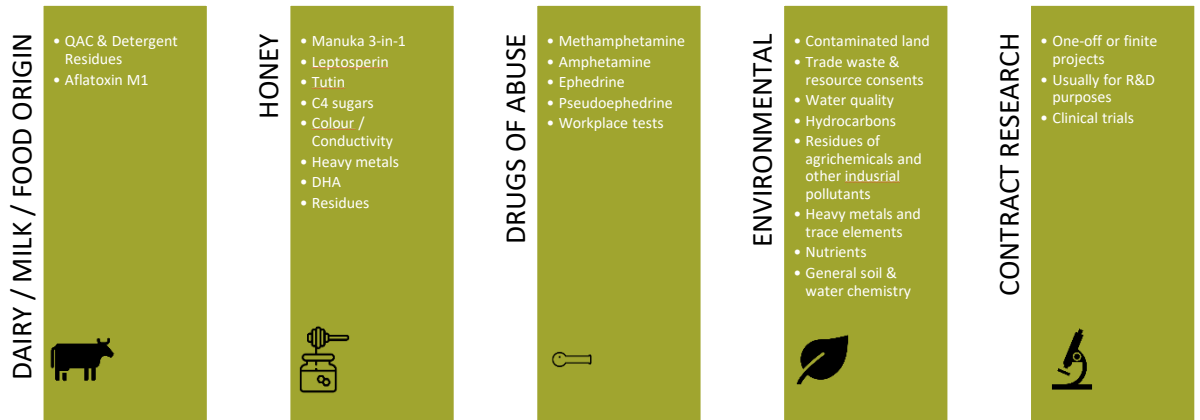 DAIRY / MILK / FOOD ORIGIN
• QAC & Detergent
Residues
• Aflatoxin M1
HONEY
• Manuka 3-in-1
• Leptosperin
• Tutin
• C4 sugars
• Colour /
Conductivity
• Heavy metals
• DHA
• Residues
DRUGS OF ABUSE
• Methamphetamine
• Amphetamine
• Ephedrine
• Pseudoephedrine
• Workplace tests
ENVIRONMENTAL
• Contaminated land
• Trade waste &
resource consents
• Water quality
• Hydrocarbons
• Residues of
agrichemicals and
other indusrial
pollutants
• Heavy metals and
trace elements
• Nutrients
• General soil &
water chemistry
CONTRACT RESEARCH
• One-off or finite
projects
• Usually for R&D
purposes
• Clinical trials